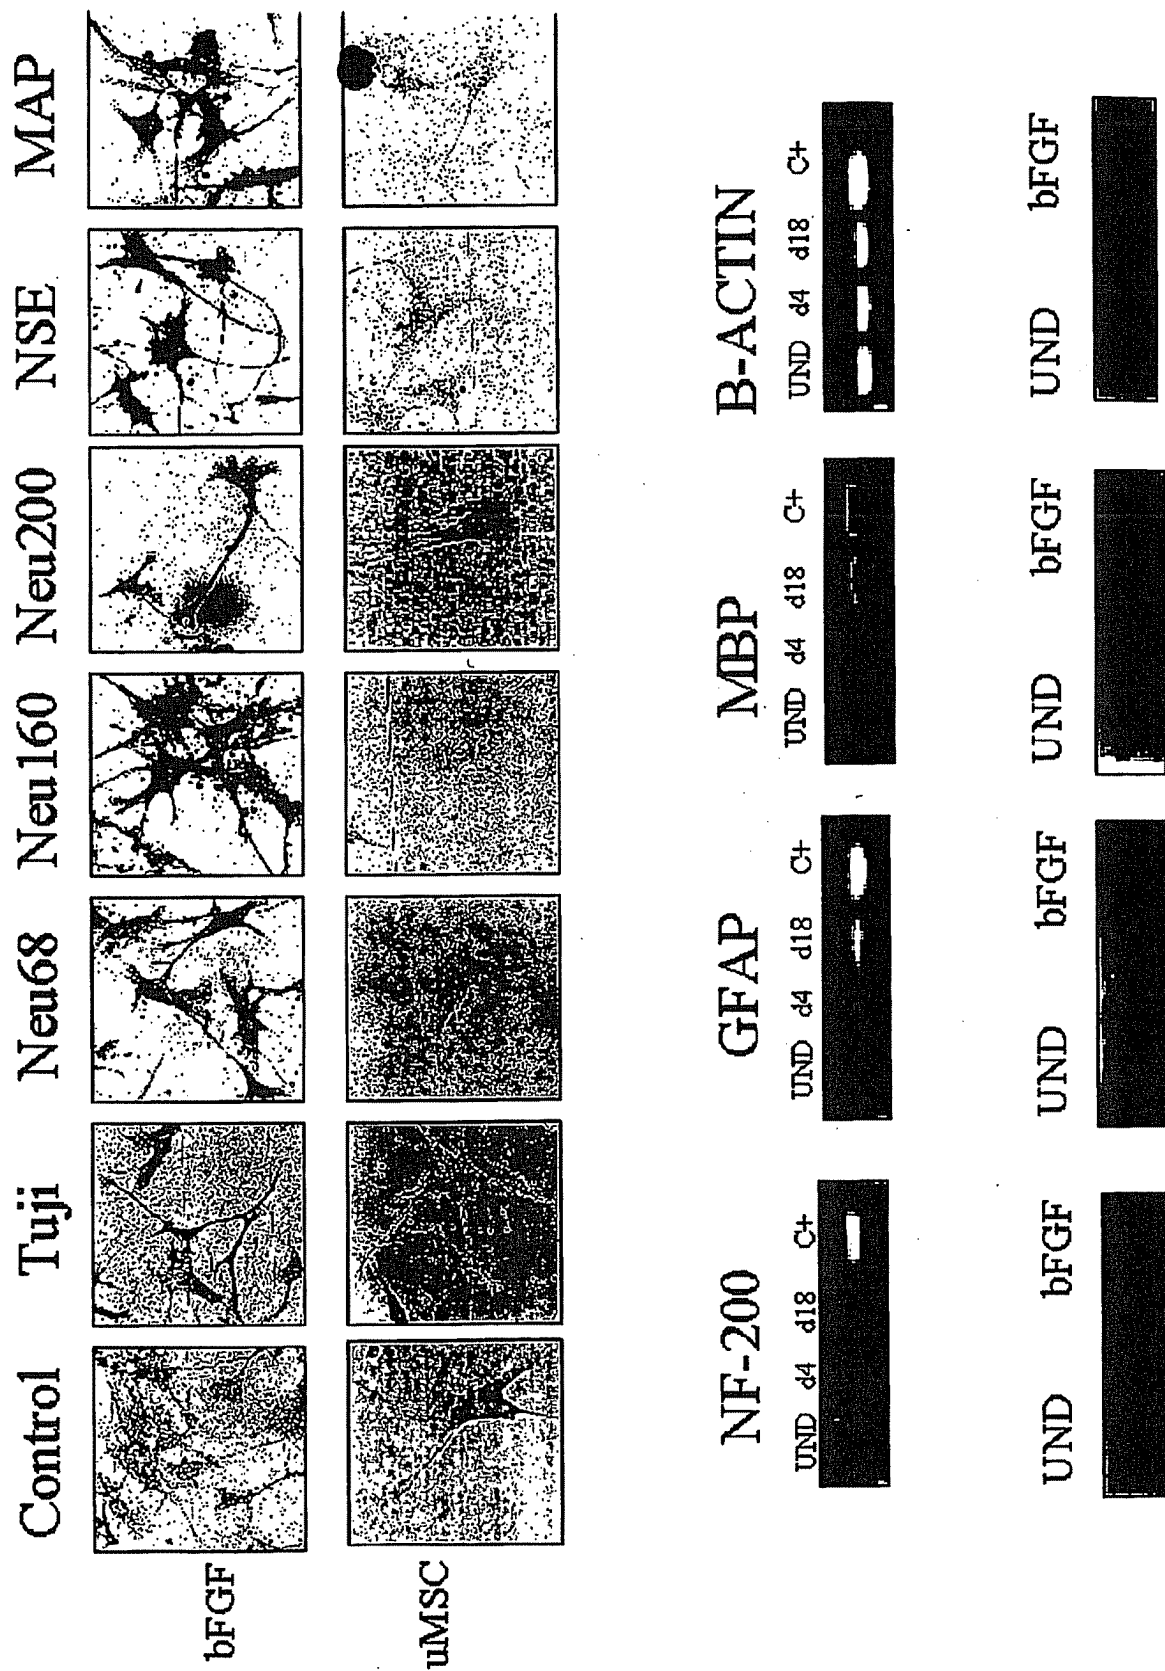 Control Tuji Neu68 Neu160 Neu200 NSE MAP
bFGF
uMSC
NF-200 GFAP MBP B-ACTIN
UND d4 d18 C+ UND d4 d18 C+ UND d4 d18 C+ UND d4 d18 C+
UND bFGF UND bFGF UND bFGF UND bFGF